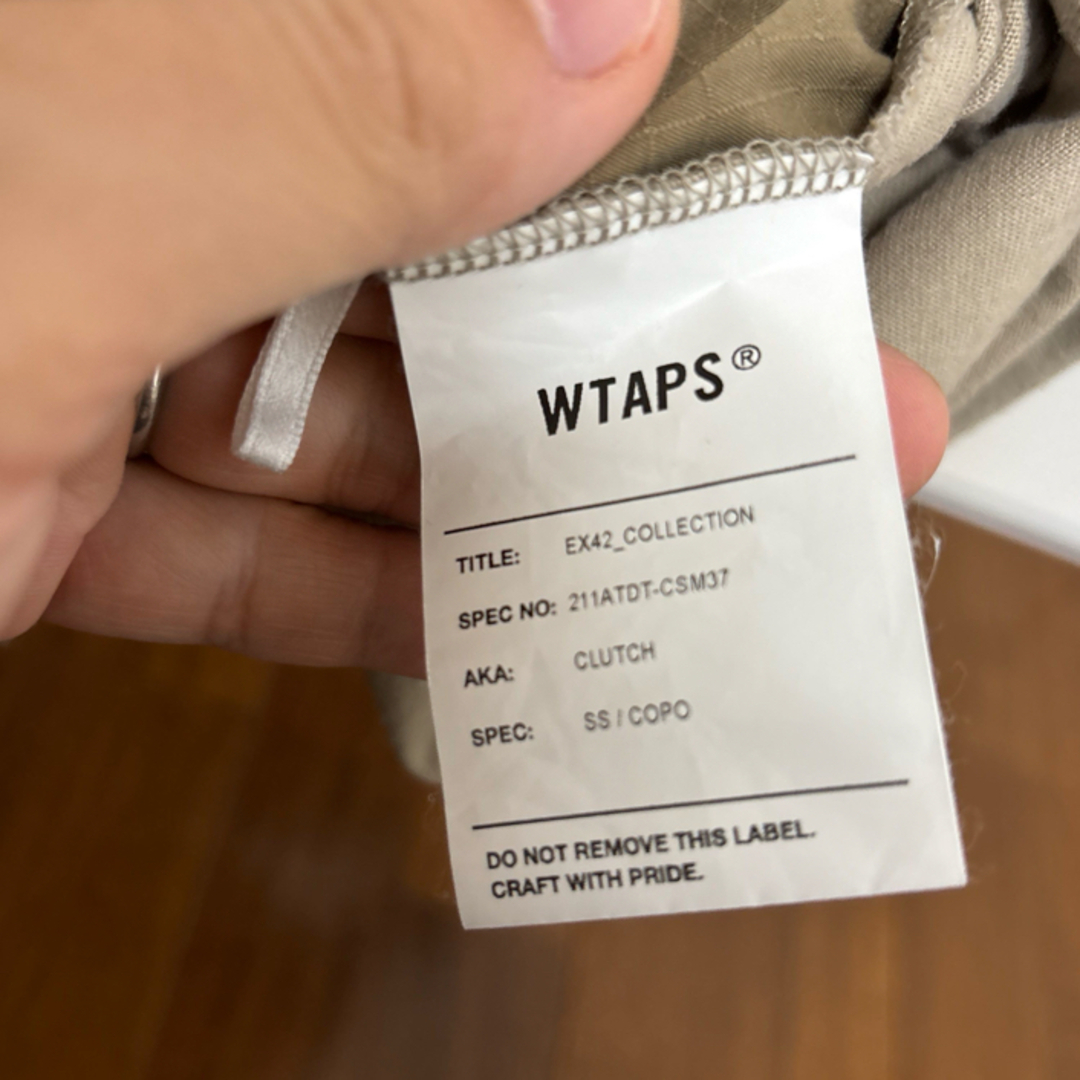 WTAPS®
TITLE: EX42_COLLECTION
SPEC NO: 211ATDT-CSM37
AKA: CLUTCH
SPEC: SS / COPO
DO NOT REMOVE THIS LABEL.
CRAFT WITH PRIDE.